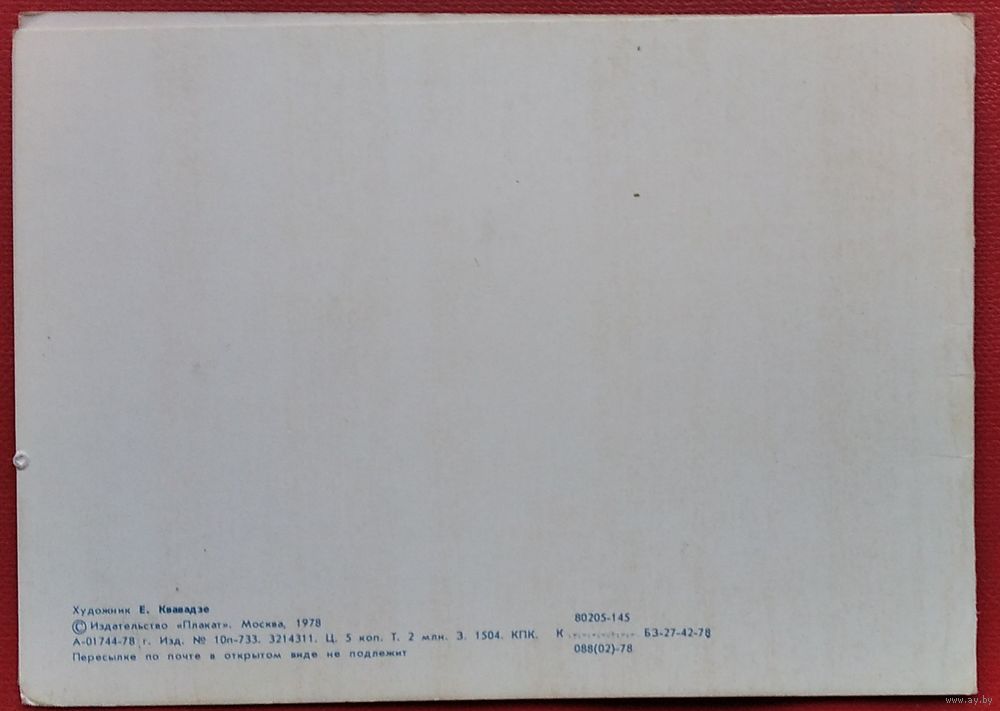 Художник Е. Квавадзе
© Издательство «Плакат». Москва, 1978
А-01744-78 г. Изд. № 10п-733. 3214311. Ц. 5 коп. Т. 2 млн. З. 1504. КПК.
Пересылке по почте в открытом виде не подлежит
80205-145
К БЗ-27-42-78
088(02)-78
www.ay.by